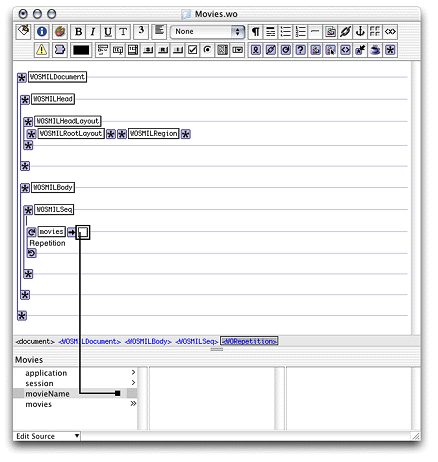 Movies.wo
B I U T 3 None
WOSMILDocument
WOSMILHead
WOSMILHeadLayout
WOSMILRootLayout WOSMILRegion
WOSMILBody
WOSMILSeq
movies
Repetition
<document> <WOSMILDocument> <WOSMILBody> <WOSMILSeq> <WORepetition>
Movies
application >
session >
movieName
movies »
Edit Source